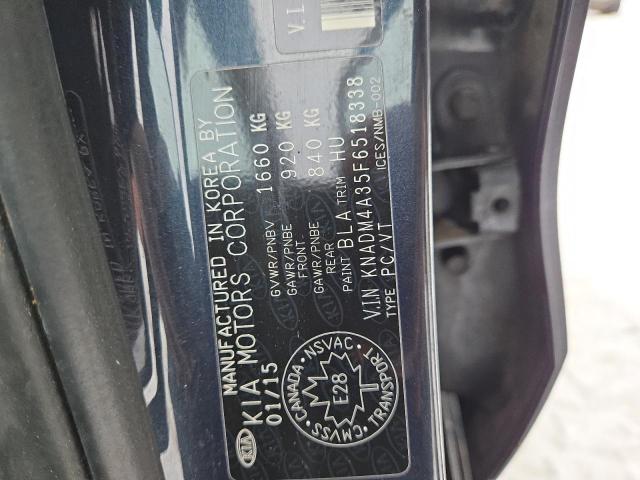 KIA
MANUFACTURED IN KOREA BY
KIA MOTORS CORPORATION
01/15
GVWR/PNBV 1660 KG
GAWR/PNBE FRONT 920 KG
GAWR/PNBE REAR 840 KG
PAINT BLA TRIM HU
VIN KNADM4A35F6518338
TYPE PC/VT ICES/NMB-002
CANADA • NSVAC • TRANSPORT • CMVSS
E28
V.I